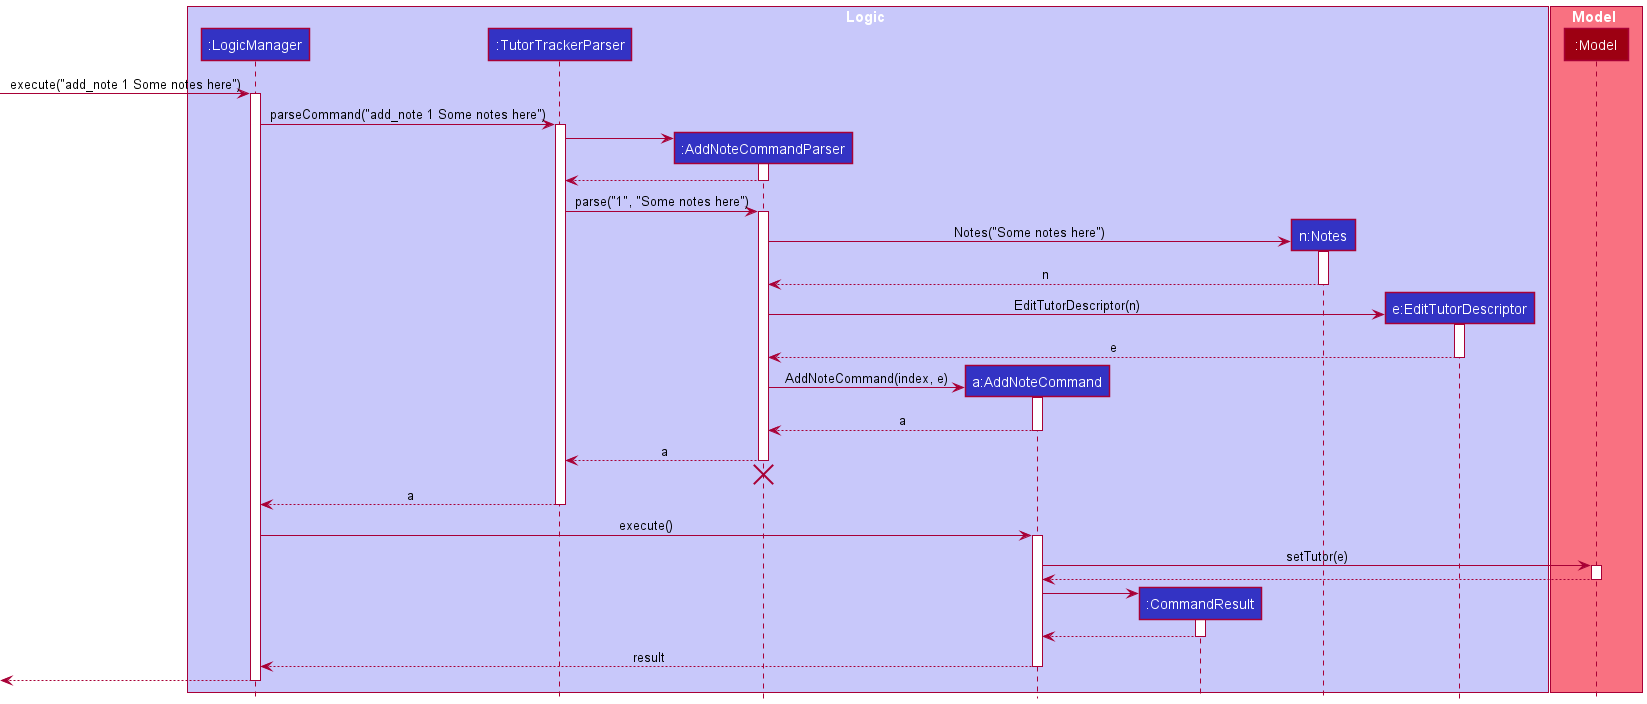 Logic
Model
:LogicManager
:TutorTrackerParser
:Model
execute("add_note 1 Some notes here")
parseCommand("add_note 1 Some notes here")
:AddNoteCommandParser
parse("1", "Some notes here")
Notes("Some notes here")
n:Notes
n
EditTutorDescriptor(n)
e:EditTutorDescriptor
e
AddNoteCommand(index, e)
a:AddNoteCommand
a
a
a
execute()
setTutor(e)
:CommandResult
result